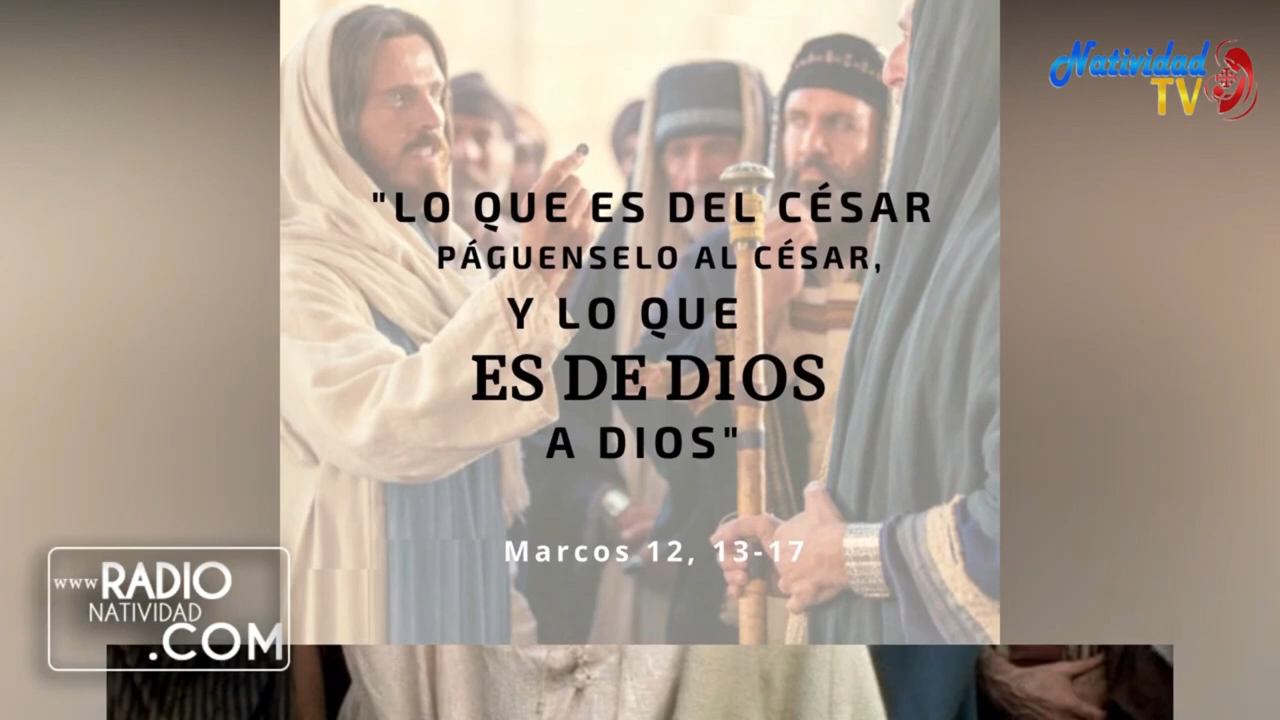 Natividad
TV
"LO QUE ES DEL CÉSAR
PÁGUENSELO AL CÉSAR,
Y LO QUE
ES DE DIOS
A DIOS"
Marcos 12, 13-17
www.RADIO
NATIVIDAD
.COM